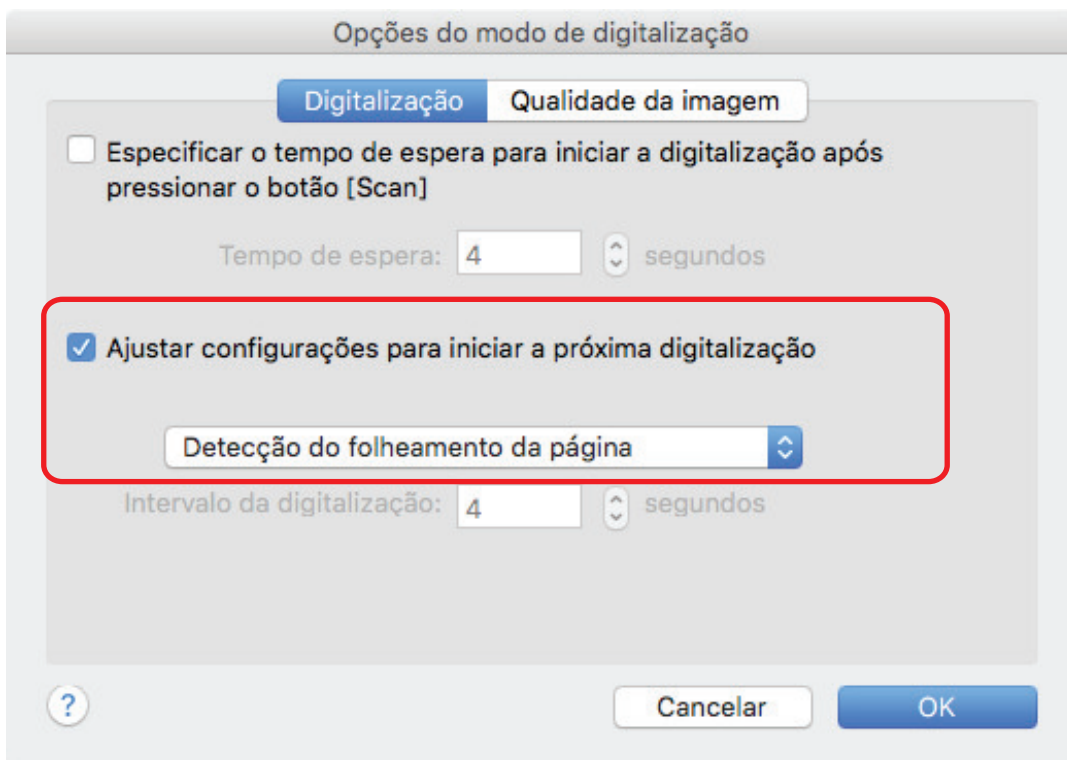 Opções do modo de digitalização
Digitalização Qualidade da imagem
Especificar o tempo de espera para iniciar a digitalização após
pressionar o botão [Scan]
Tempo de espera: 4 segundos
Ajustar configurações para iniciar a próxima digitalização
Detecção do folheamento da página
Intervalo da digitalização: 4 segundos
? Cancelar OK